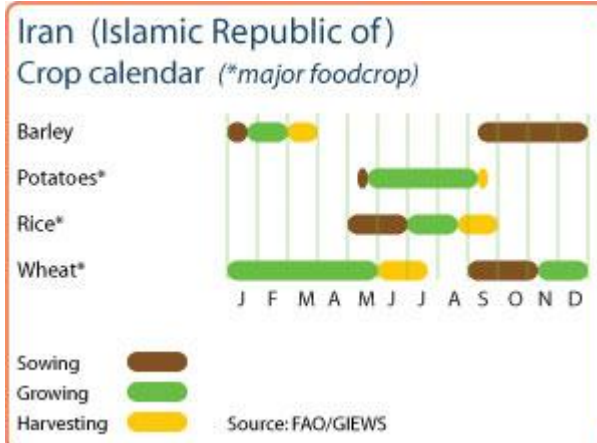 Iran (Islamic Republic of)
Crop calendar (*major foodcrop)
Barley
Potatoes*
Rice*
Wheat*
J F M A M J J A S O N D
Sowing
Growing
Harvesting
Source: FAO/GIEWS